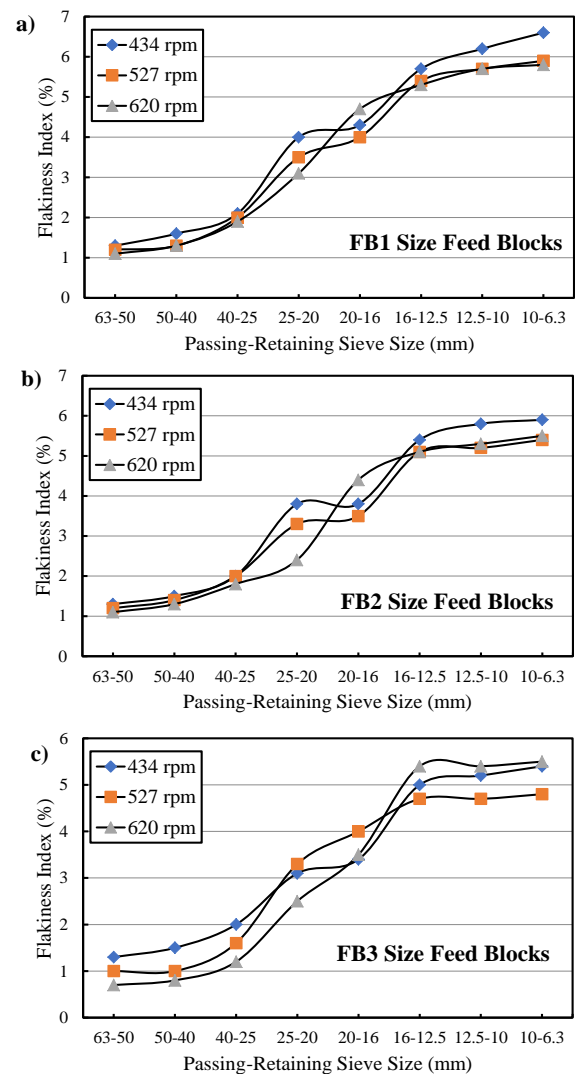 a)
7
6
5
4
3
2
1
0
Flakiness Index (%)
434 rpm
527 rpm
620 rpm
FB1 Size Feed Blocks
63-50 50-40 40-25 25-20 20-16 16-12.5 12.5-10 10-6.3
Passing-Retaining Sieve Size (mm)
b)
7
6
5
4
3
2
1
0
Flakiness Index (%)
434 rpm
527 rpm
620 rpm
FB2 Size Feed Blocks
63-50 50-40 40-25 25-20 20-16 16-12.5 12.5-10 10-6.3
Passing-Retaining Sieve Size (mm)
c)
6
5
4
3
2
1
0
Flakiness Index (%)
434 rpm
527 rpm
620 rpm
FB3 Size Feed Blocks
63-50 50-40 40-25 25-20 20-16 16-12.5 12.5-10 10-6.3
Passing-Retaining Sieve Size (mm)